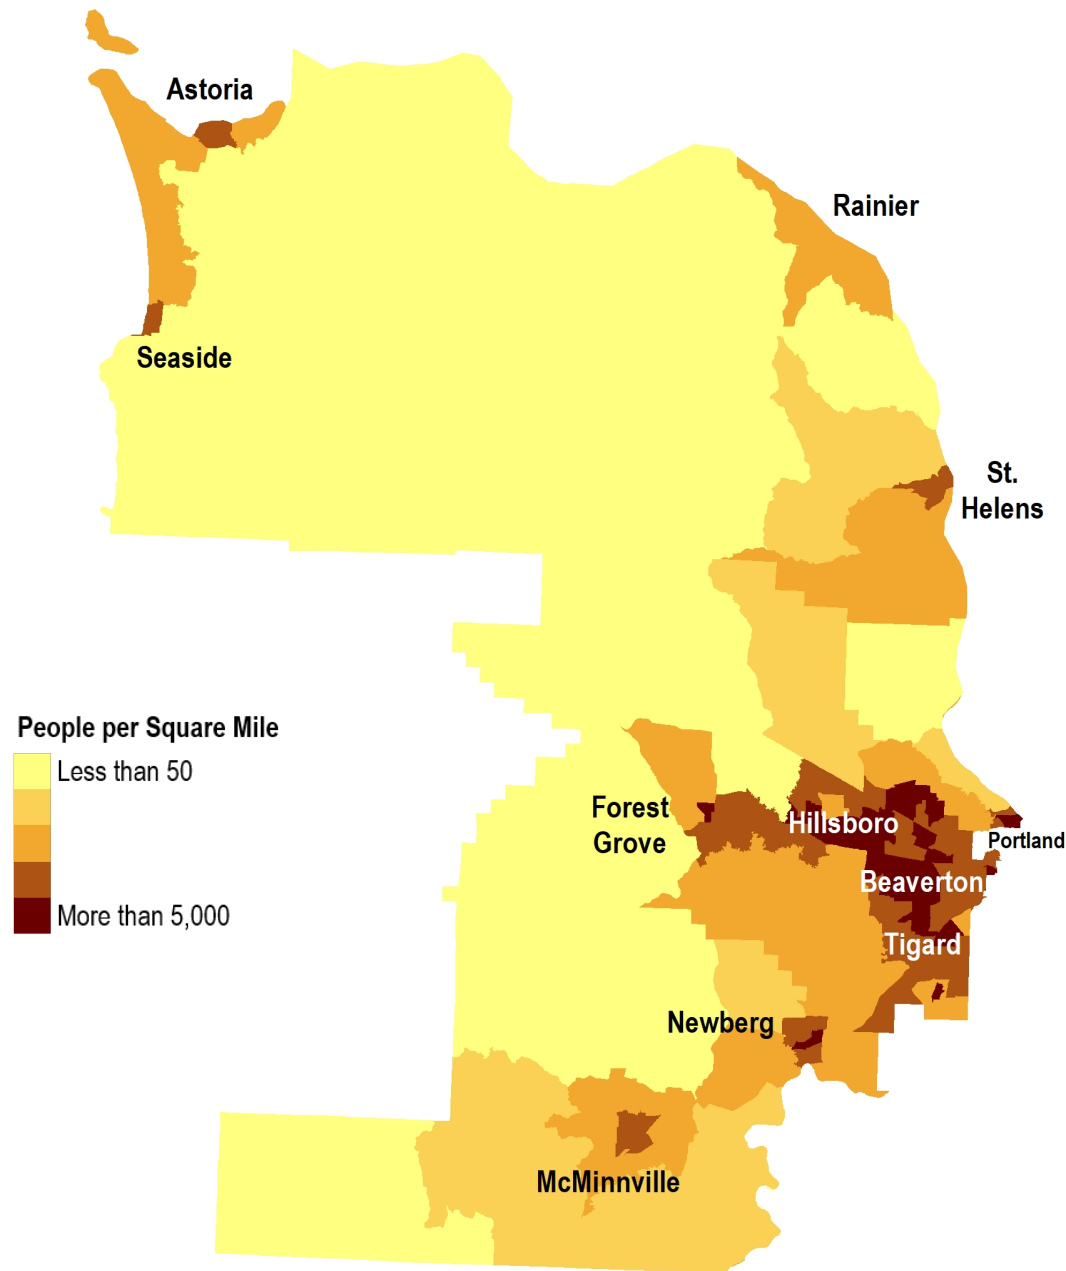 Astoria
Rainier
Seaside
St.
Helens
People per Square Mile
Less than 50
More than 5,000
Forest
Grove
Hillsboro
Portland
Beaverton
Tigard
Newberg
McMinnville